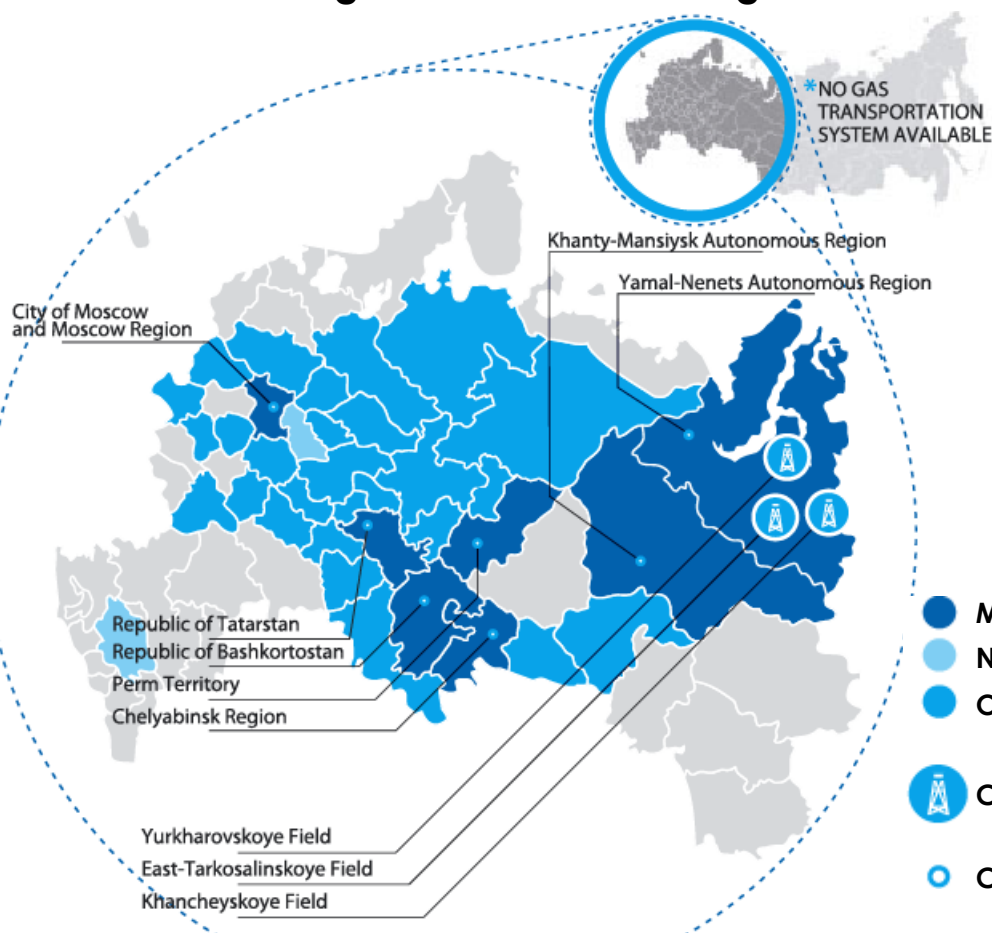 *NO GAS
TRANSPORTATION
SYSTEM AVAILABLE
Khanty-Mansiysk Autonomous Region
Yamal-Nenets Autonomous Region
City of Moscow
and Moscow Region
Republic of Tatarstan
Republic of Bashkortostan
Perm Territory
Chelyabinsk Region
Yurkharovskoye Field
East-Tarkosalinskoye Field
Khancheyskoye Field